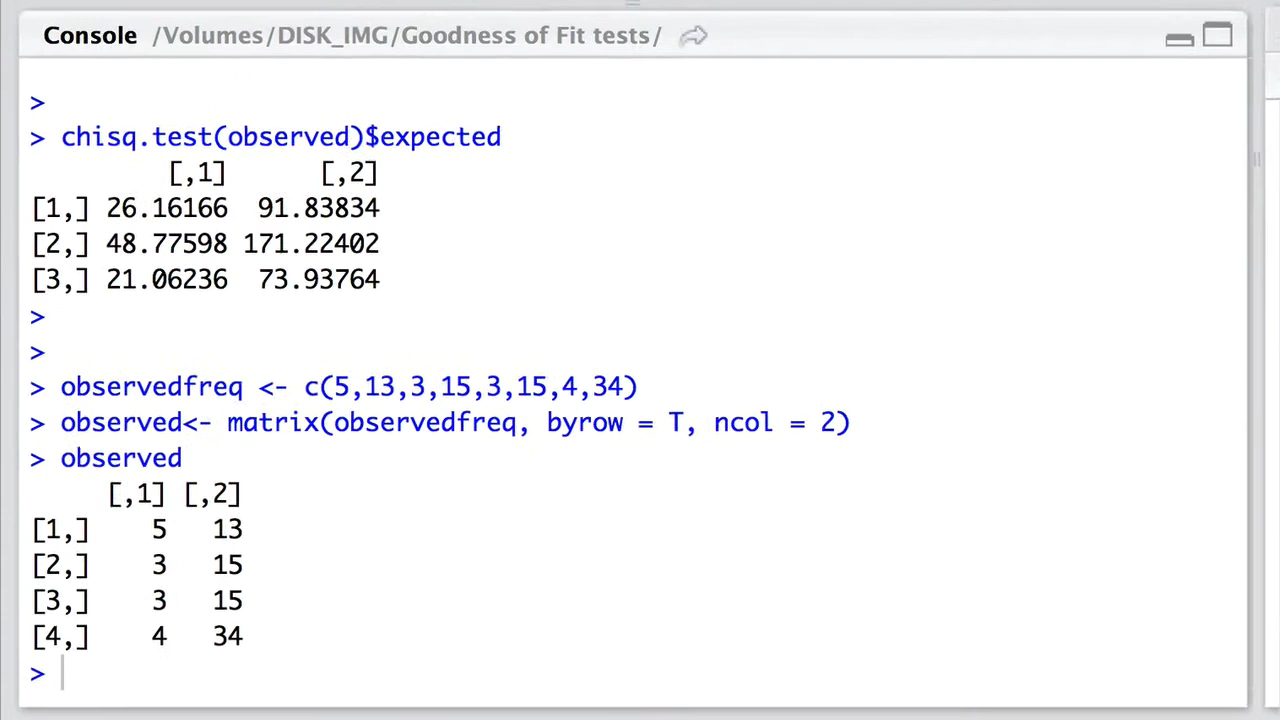 Console /Volumes/DISK_IMG/Goodness of Fit tests/
>
> chisq.test(observed)$expected
[,1] [,2]
[1,] 26.16166 91.83834
[2,] 48.77598 171.22402
[3,] 21.06236 73.93764
>
>
> observedfreq <- c(5,13,3,15,3,15,4,34)
> observed<- matrix(observedfreq, byrow = T, ncol = 2)
> observed
[,1] [,2]
[1,] 5 13
[2,] 3 15
[3,] 3 15
[4,] 4 34
>